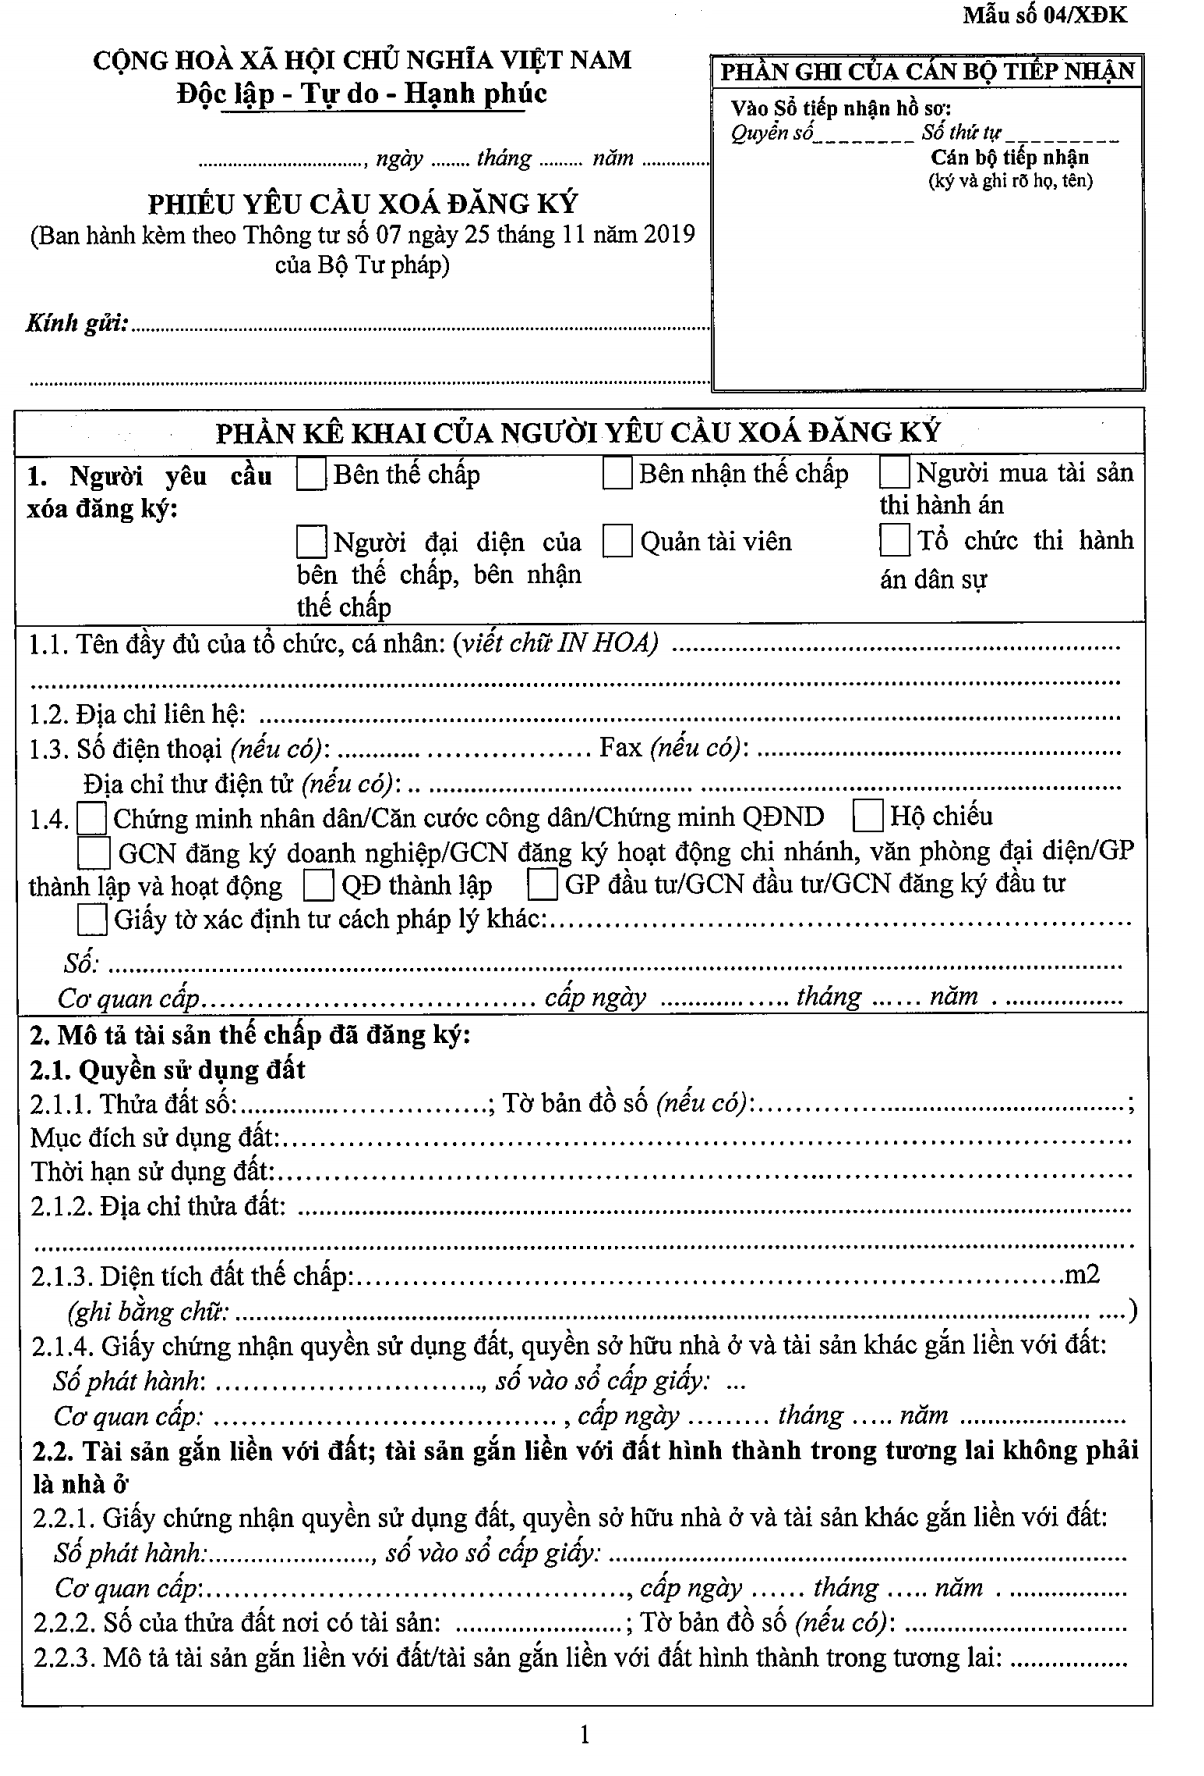 Mẫu số 04/XĐK
CỘNG HOÀ XÃ HỘI CHỦ NGHĨA VIỆT NAM
Độc lập - Tự do - Hạnh phúc
............................., ngày ........ tháng ......... năm ..............
PHIẾU YÊU CẦU XOÁ ĐĂNG KÝ
(Ban hành kèm theo Thông tư số 07 ngày 25 tháng 11 năm 2019
của Bộ Tư pháp)
Kính gửi:..........................................................
..........................................................
PHẦN GHI CỦA CÁN BỘ TIẾP NHẬN
Vào Sổ tiếp nhận hồ sơ:
Quyển số_________ Số thứ tự __________
Cán bộ tiếp nhận
(ký và ghi rõ họ, tên)
PHẦN KÊ KHAI CỦA NGƯỜI YÊU CẦU XOÁ ĐĂNG KÝ
1. Người yêu cầu
xóa đăng ký:
☐ Bên thế chấp
☐ Bên nhận thế chấp
☐ Người mua tài sản
thi hành án
☐ Người đại diện của
bên thế chấp, bên nhận
thế chấp
☐ Quản tài viên
☐ Tổ chức thi hành
án dân sự
1.1. Tên đầy đủ của tổ chức, cá nhân: (viết chữ IN HOA) ..........................................
..........................................................
1.2. Địa chỉ liên hệ: ..........................................................
1.3. Số điện thoại (nếu có): .............................. Fax (nếu có): ..............................
Địa chỉ thư điện tử (nếu có): .. ..........................................................
1.4. ☐ Chứng minh nhân dân/Căn cước công dân/Chứng minh QĐND ☐ Hộ chiếu
☐ GCN đăng ký doanh nghiệp/GCN đăng ký hoạt động chi nhánh, văn phòng đại diện/GP
thành lập và hoạt động ☐ QĐ thành lập ☐ GP đầu tư/GCN đầu tư/GCN đăng ký đầu tư
☐ Giấy tờ xác định tư cách pháp lý khác:..........................................................
Số: ..........................................................
Cơ quan cấp.................................... cấp ngày .................. tháng ...... năm . ..................
2. Mô tả tài sản thế chấp đã đăng ký:
2.1. Quyền sử dụng đất
2.1.1. Thửa đất số:..............................; Tờ bản đồ số (nếu có):..............................;
Mục đích sử dụng đất:..........................................................
Thời hạn sử dụng đất:..........................................................
2.1.2. Địa chỉ thửa đất: ..........................................................
..........................................................
2.1.3. Diện tích đất thế chấp:..........................................................m2
(ghi bằng chữ: .......................................................... ....)
2.1.4. Giấy chứng nhận quyền sử dụng đất, quyền sở hữu nhà ở và tài sản khác gắn liền với đất:
Số phát hành: ............................., số vào sổ cấp giấy: ...
Cơ quan cấp: ..................................... , cấp ngày ......... tháng ..... năm ........................
2.2. Tài sản gắn liền với đất; tài sản gắn liền với đất hình thành trong tương lai không phải
là nhà ở
2.2.1. Giấy chứng nhận quyền sử dụng đất, quyền sở hữu nhà ở và tài sản khác gắn liền với đất:
Số phát hành:......................., số vào sổ cấp giấy: ..........................................................
Cơ quan cấp:.............................................., cấp ngày ...... tháng ..... năm . ..................
2.2.2. Số của thửa đất nơi có tài sản: ........................; Tờ bản đồ số (nếu có): ..............................
2.2.3. Mô tả tài sản gắn liền với đất/tài sản gắn liền với đất hình thành trong tương lai: ..................
1